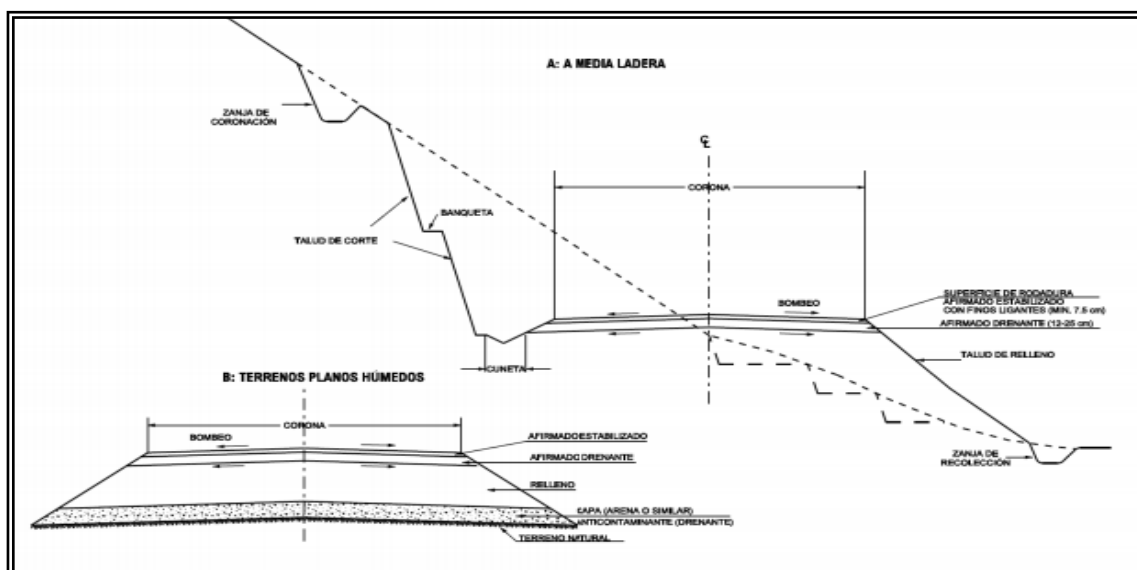 A: A MEDIA LADERA
ZANJA DE
CORONACIÓN
CL
CORONA
BANQUETA
TALUD DE CORTE
BOMBEO
SUPERFICIE DE RODADURA
AFIRMADO ESTABILIZADO
CON FINOS LIGANTES (MIN. 7.5 cm)
AFIRMADO DRENANTE (12-25 cm)
TALUD DE RELLENO
CUNETA
ZANJA DE
RECOLECCIÓN
B: TERRENOS PLANOS HÚMEDOS
CORONA
BOMBEO
AFIRMADO ESTABILIZADO
AFIRMADO DRENANTE
RELLENO
CAPA (ARENA O SIMILAR)
ANTICONTAMINANTE (DRENANTE)
TERRENO NATURAL